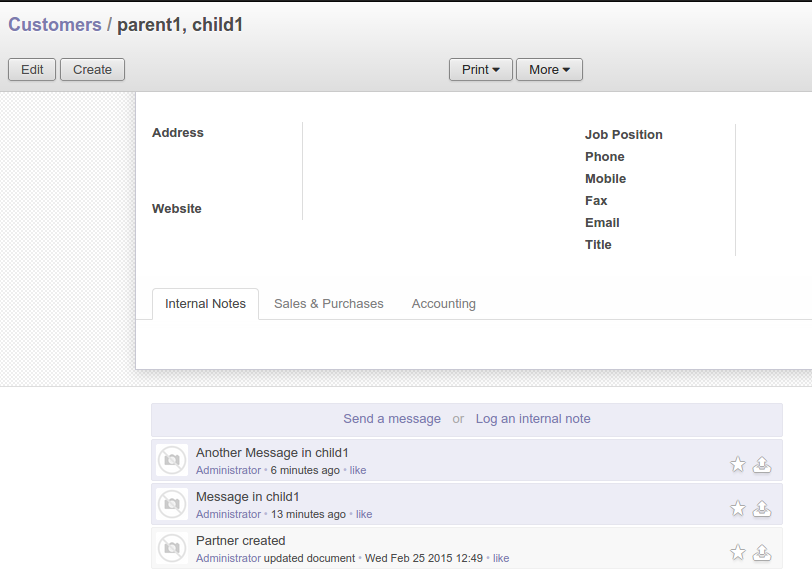 Customers / parent1, child1
Edit Create Print More
Address
Website
Job Position
Phone
Mobile
Fax
Email
Title
Internal Notes Sales & Purchases Accounting
Send a message or Log an internal note
Another Message in child1
Administrator • 6 minutes ago • like
Message in child1
Administrator • 13 minutes ago • like
Partner created
Administrator updated document • Wed Feb 25 2015 12:49 • like